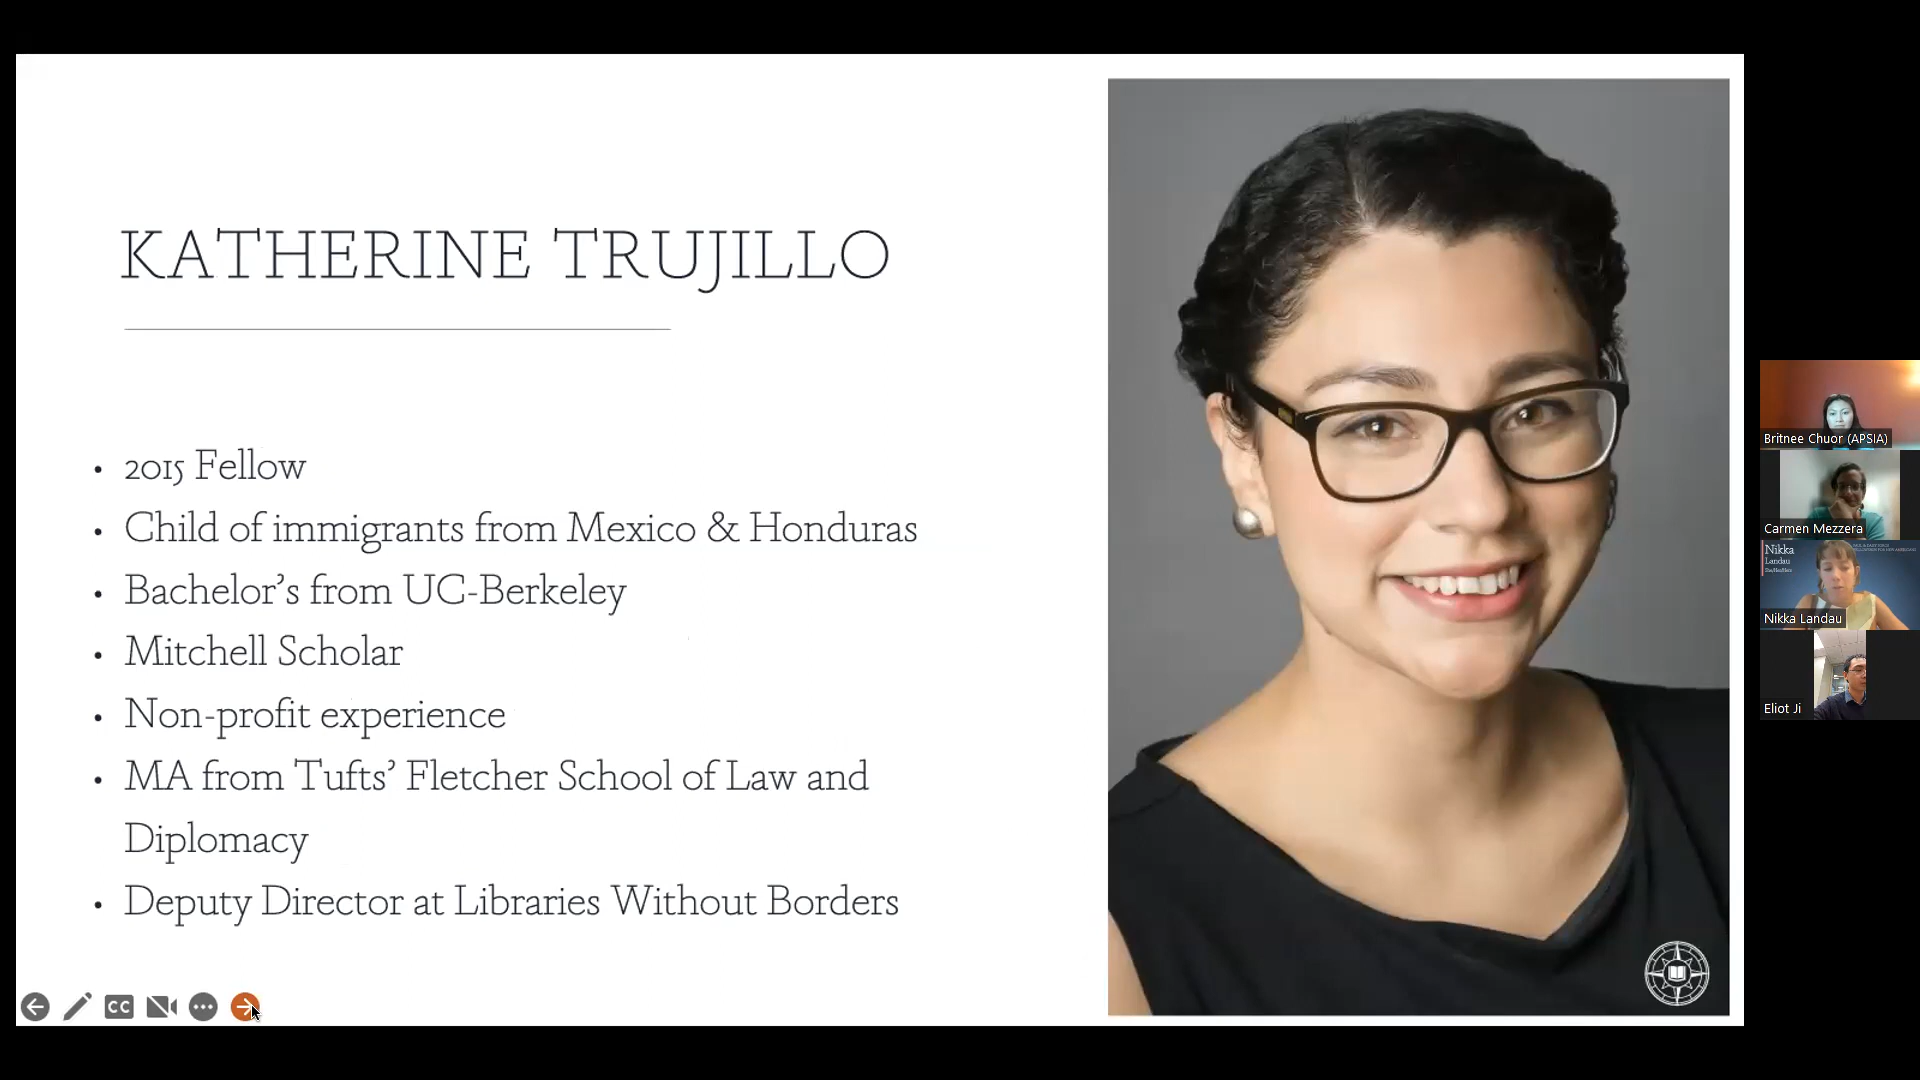 KATHERINE TRUJILLO
• 2015 Fellow
• Child of immigrants from Mexico & Honduras
• Bachelor's from UC-Berkeley
• Mitchell Scholar
• Non-profit experience
• MA from Tufts' Fletcher School of Law and
Diplomacy
• Deputy Director at Libraries Without Borders
CC
Britnee Chuor (APSIA)
Carmen Mezzera
Nikka
Landau
Nikka Landau
Eliot Ji